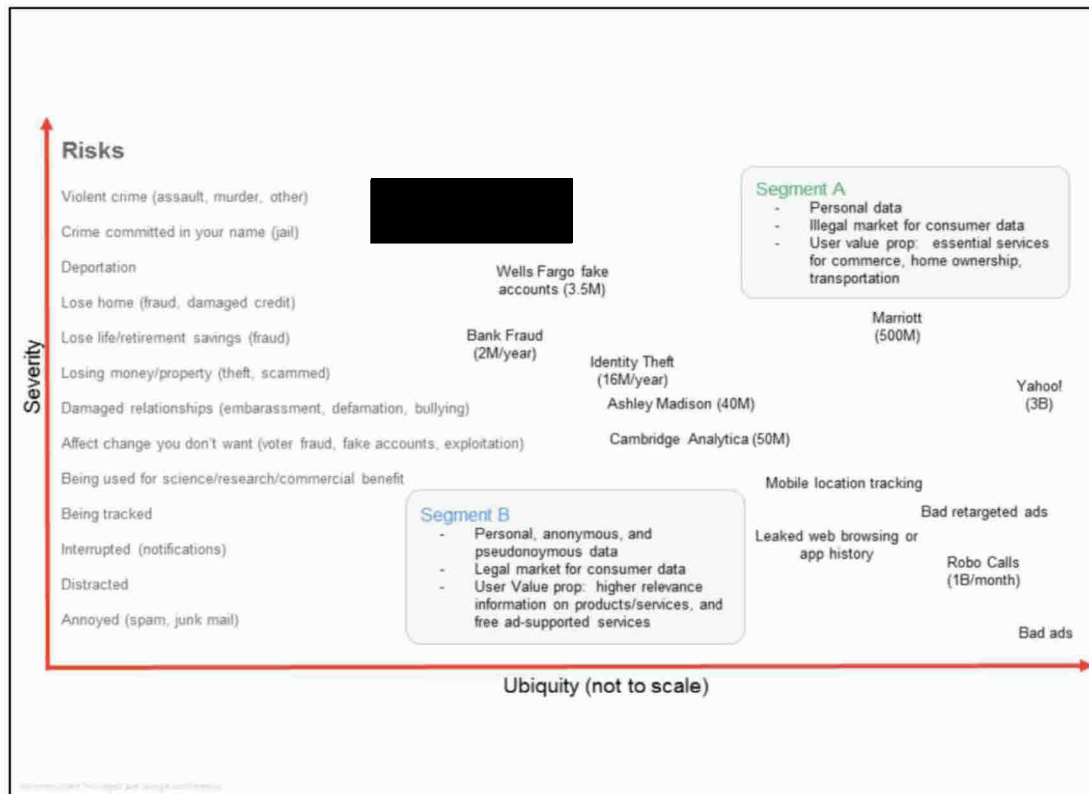 Risks
Violent crime (assault, murder, other)
Crime committed in your name (jail)
Deportation
Lose home (fraud, damaged credit)
Lose life/retirement savings (fraud)
Losing money/property (theft, scammed)
Damaged relationships (embarassment, defamation, bullying)
Affect change you don't want (voter fraud, fake accounts, exploitation)
Being used for science/research/commercial benefit
Being tracked
Interrupted (notifications)
Distracted
Annoyed (spam, junk mail)
Severity
Segment A
- Personal data
- Illegal market for consumer data
- User value prop: essential services
for commerce, home ownership,
transportation
Wells Fargo fake
accounts (3.5M)
Marriott
(500M)
Bank Fraud
(2M/year)
Identity Theft
(16M/year)
Yahoo!
(3B)
Ashley Madison (40M)
Cambridge Analytica (50M)
Mobile location tracking
Bad retargeted ads
Leaked web browsing or
app history
Robo Calls
(1B/month)
Bad ads
Segment B
- Personal, anonymous, and
pseudonoymous data
- Legal market for consumer data
- User Value prop: higher relevance
information on products/services, and
free ad-supported services
Ubiquity (not to scale)